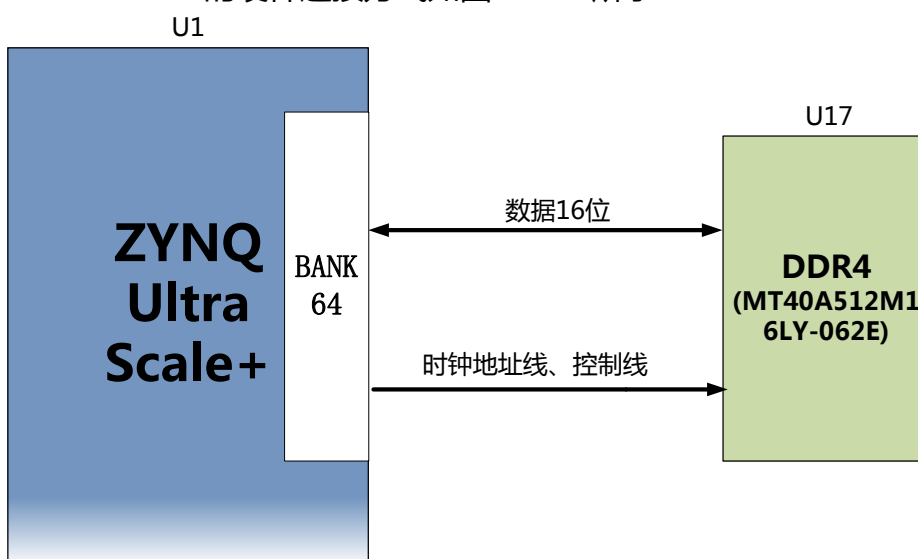 U1
U17
ZYNQ
Ultra
Scale+
BANK
64
数据16位
时钟地址线、控制线
DDR4
(MT40A512M1
6LY-062E)